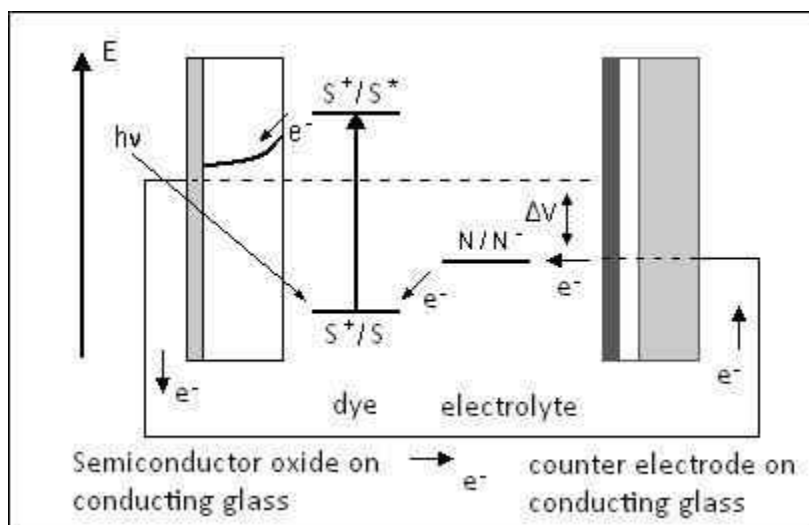 E
S⁺/S*
e⁻
hν
ΔV
N/N⁻
e⁻
e⁻
S⁺/S
e⁻
e⁻
dye
electrolyte
Semiconductor oxide on
conducting glass
e⁻
counter electrode on
conducting glass